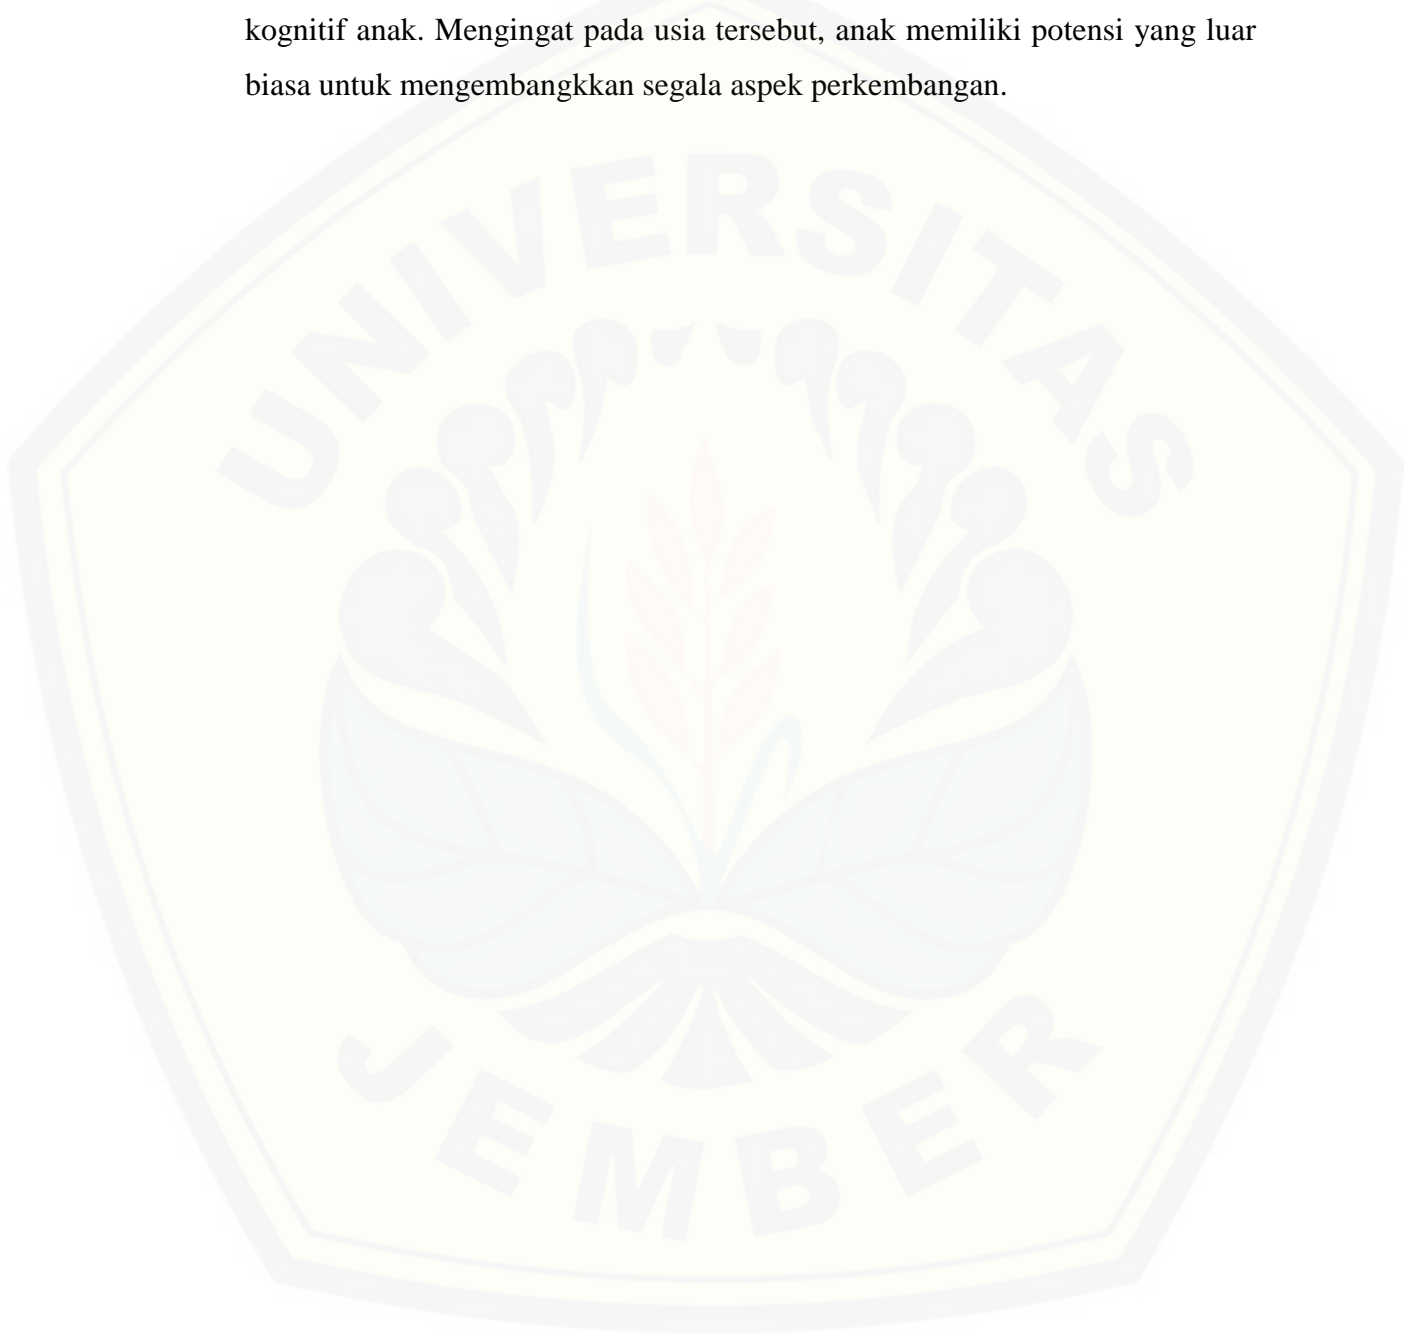 kognitif anak. Mengingat pada usia tersebut, anak memiliki potensi yang luar
biasa untuk mengembangkkan segala aspek perkembangan.
UNIVERSITAS
JEMBER